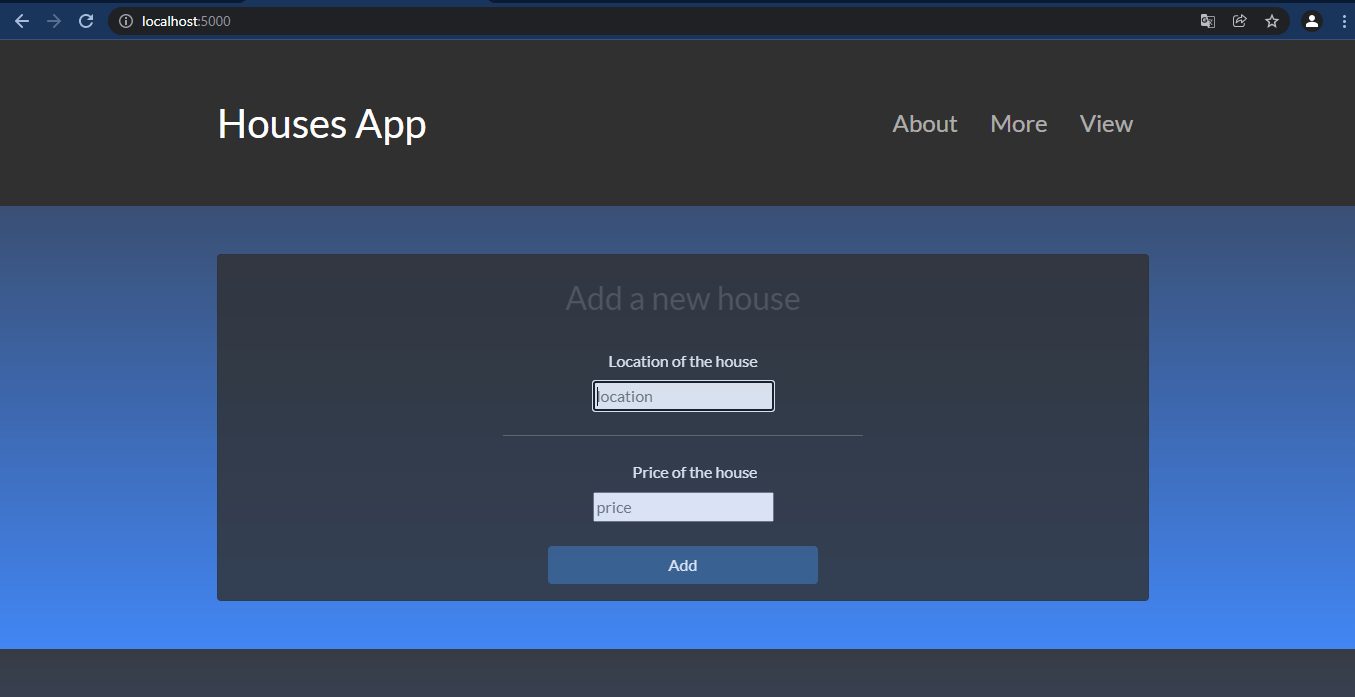 localhost:5000
Houses App
About More View
Add a new house
Location of the house
location
Price of the house
price
Add